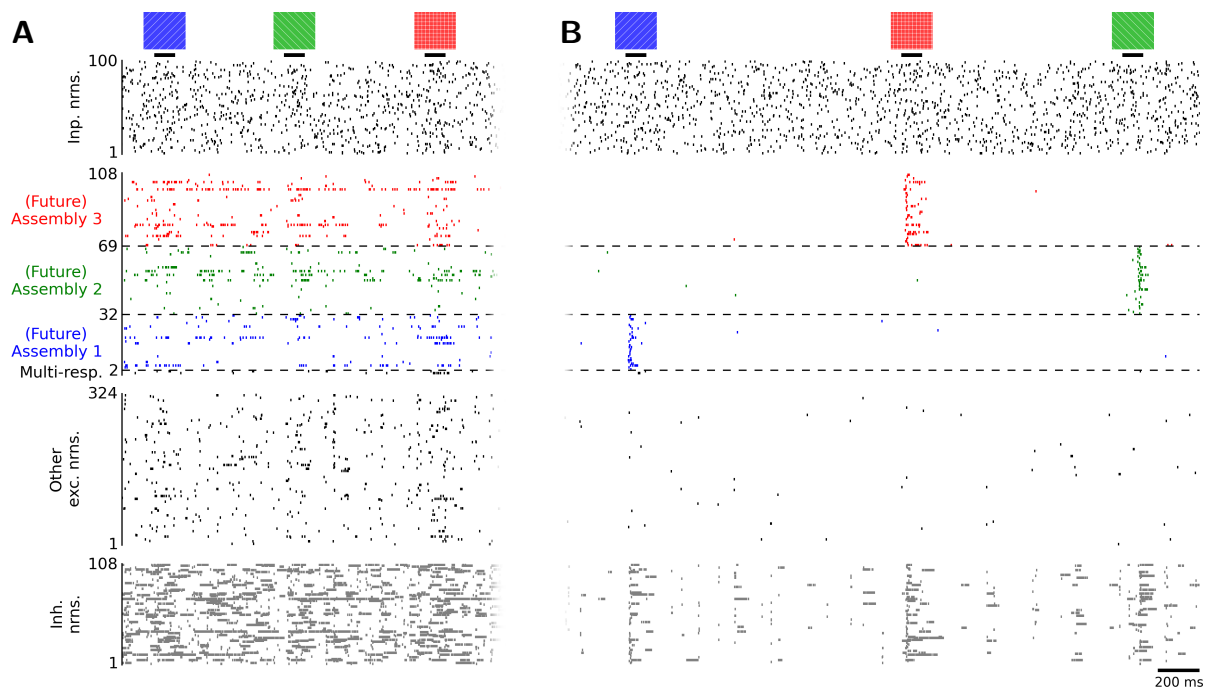 A
B
100
Inp. nrns.
1
108
(Future)
Assembly 3
69
(Future)
Assembly 2
32
(Future)
Assembly 1
2
Multi-resp.
324
Other
exc. nrns.
1
108
Inh.
nrns.
1
200 ms